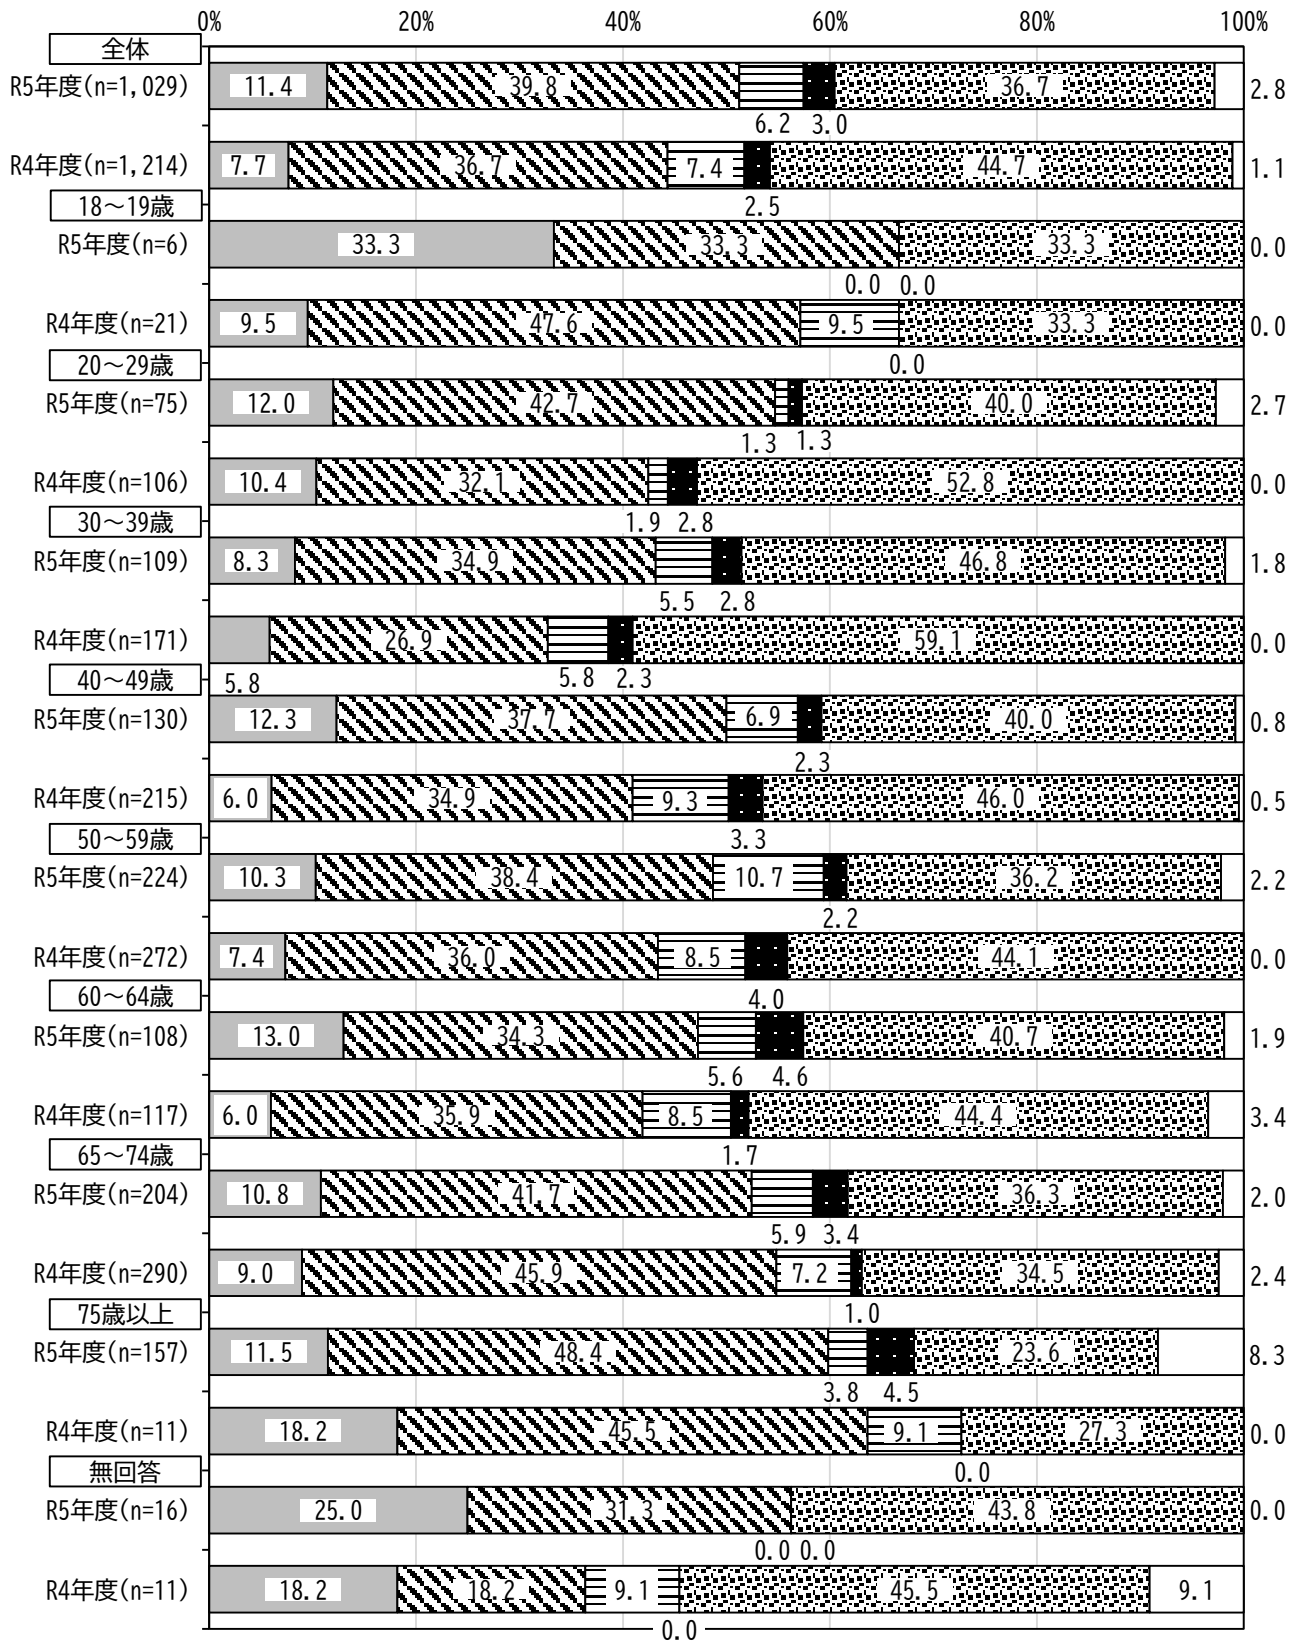 0% 20% 40% 60% 80% 100%
全体
R5年度(n=1,029) 11.4 39.8 36.7 2.8
6.2 3.0
R4年度(n=1,214) 7.7 36.7 7.4 44.7 1.1
18～19歳 2.5
R5年度(n=6) 33.3 33.3 33.3 0.0
0.0 0.0
R4年度(n=21) 9.5 47.6 9.5 33.3 0.0
20～29歳 0.0
R5年度(n=75) 12.0 42.7 40.0 2.7
1.3 1.3
R4年度(n=106) 10.4 32.1 52.8 0.0
30～39歳 1.9 2.8
R5年度(n=109) 8.3 34.9 46.8 1.8
5.5 2.8
R4年度(n=171) 26.9 59.1 0.0
40～49歳 5.8 5.8 2.3
R5年度(n=130) 12.3 37.7 6.9 40.0 0.8
2.3
R4年度(n=215) 6.0 34.9 9.3 46.0 0.5
50～59歳 3.3
R5年度(n=224) 10.3 38.4 10.7 36.2 2.2
2.2
R4年度(n=272) 7.4 36.0 8.5 44.1 0.0
60～64歳 4.0
R5年度(n=108) 13.0 34.3 40.7 1.9
5.6 4.6
R4年度(n=117) 6.0 35.9 8.5 44.4 3.4
65～74歳 1.7
R5年度(n=204) 10.8 41.7 36.3 2.0
5.9 3.4
R4年度(n=290) 9.0 45.9 7.2 34.5 2.4
75歳以上 1.0
R5年度(n=157) 11.5 48.4 23.6 8.3
3.8 4.5
R4年度(n=11) 18.2 45.5 9.1 27.3 0.0
無回答 0.0
R5年度(n=16) 25.0 31.3 43.8 0.0
0.0 0.0
R4年度(n=11) 18.2 18.2 9.1 45.5 9.1
0.0